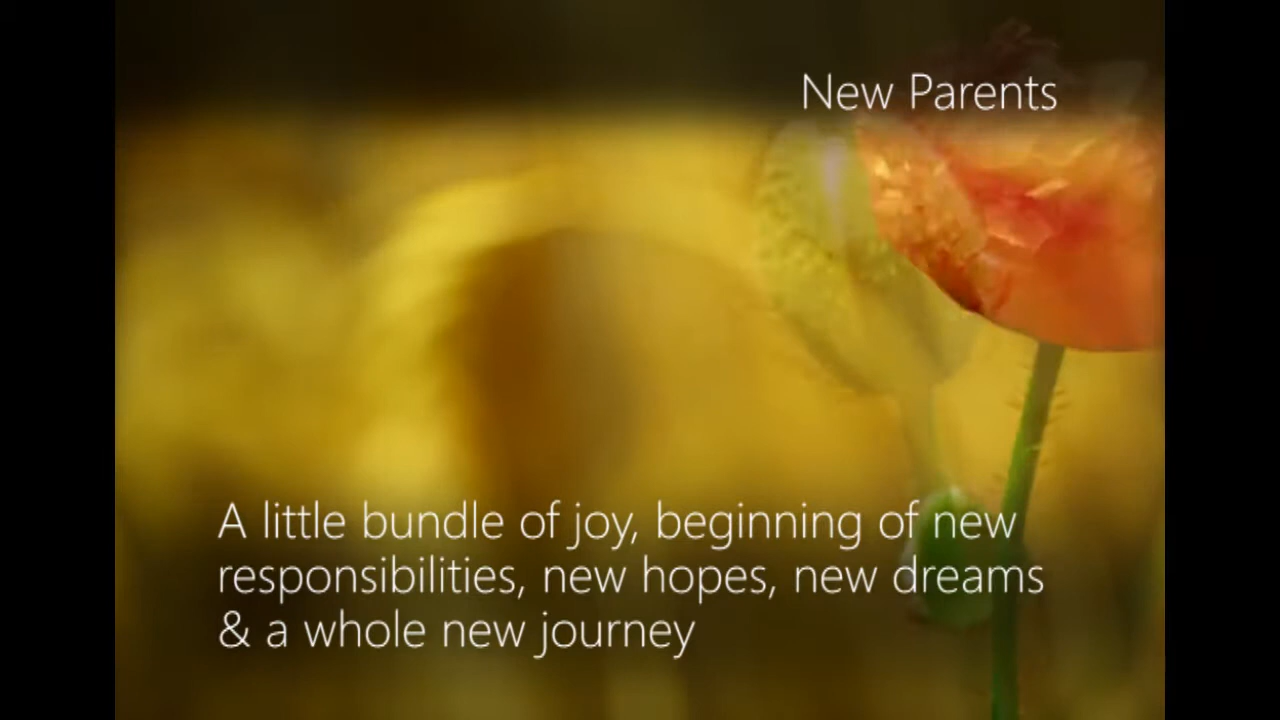 New Parents
A little bundle of joy, beginning of new
responsibilities, new hopes, new dreams
& a whole new journey